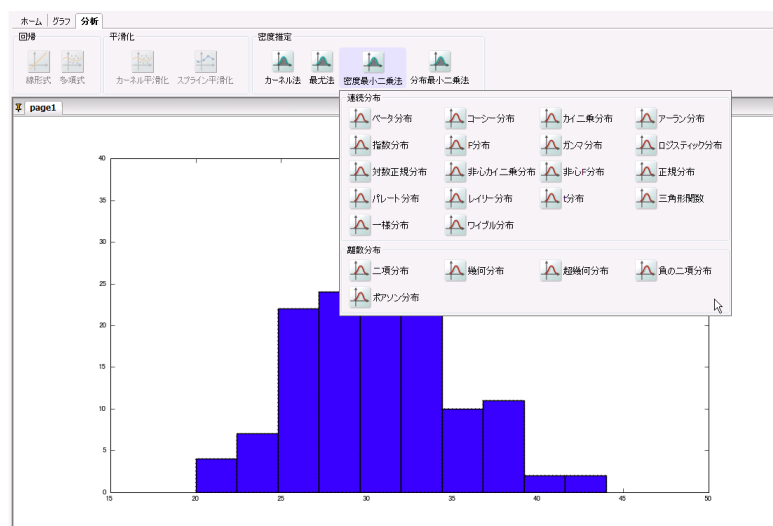 ホーム グラフ 分析
回帰 平滑化 密度推定
線形式 多項式 カーネル平滑化 スプライン平滑化 カーネル法 最尤法 密度最小二乗法 分布最小二乗法
page1
連続分布
ベータ分布 コーシー分布 カイ二乗分布 アーラン分布
指数分布 F分布 ガンマ分布 ロジスティック分布
対数正規分布 非心カイ二乗分布 非心F分布 正規分布
パレート分布 レイリー分布 t分布 三角形関数
一様分布 ワイブル分布
離散分布
二項分布 幾何分布 超幾何分布 負の二項分布
ポアソン分布
40
35
30
25
20
15
10
5
0
15 20 25 30 35 40 45 50